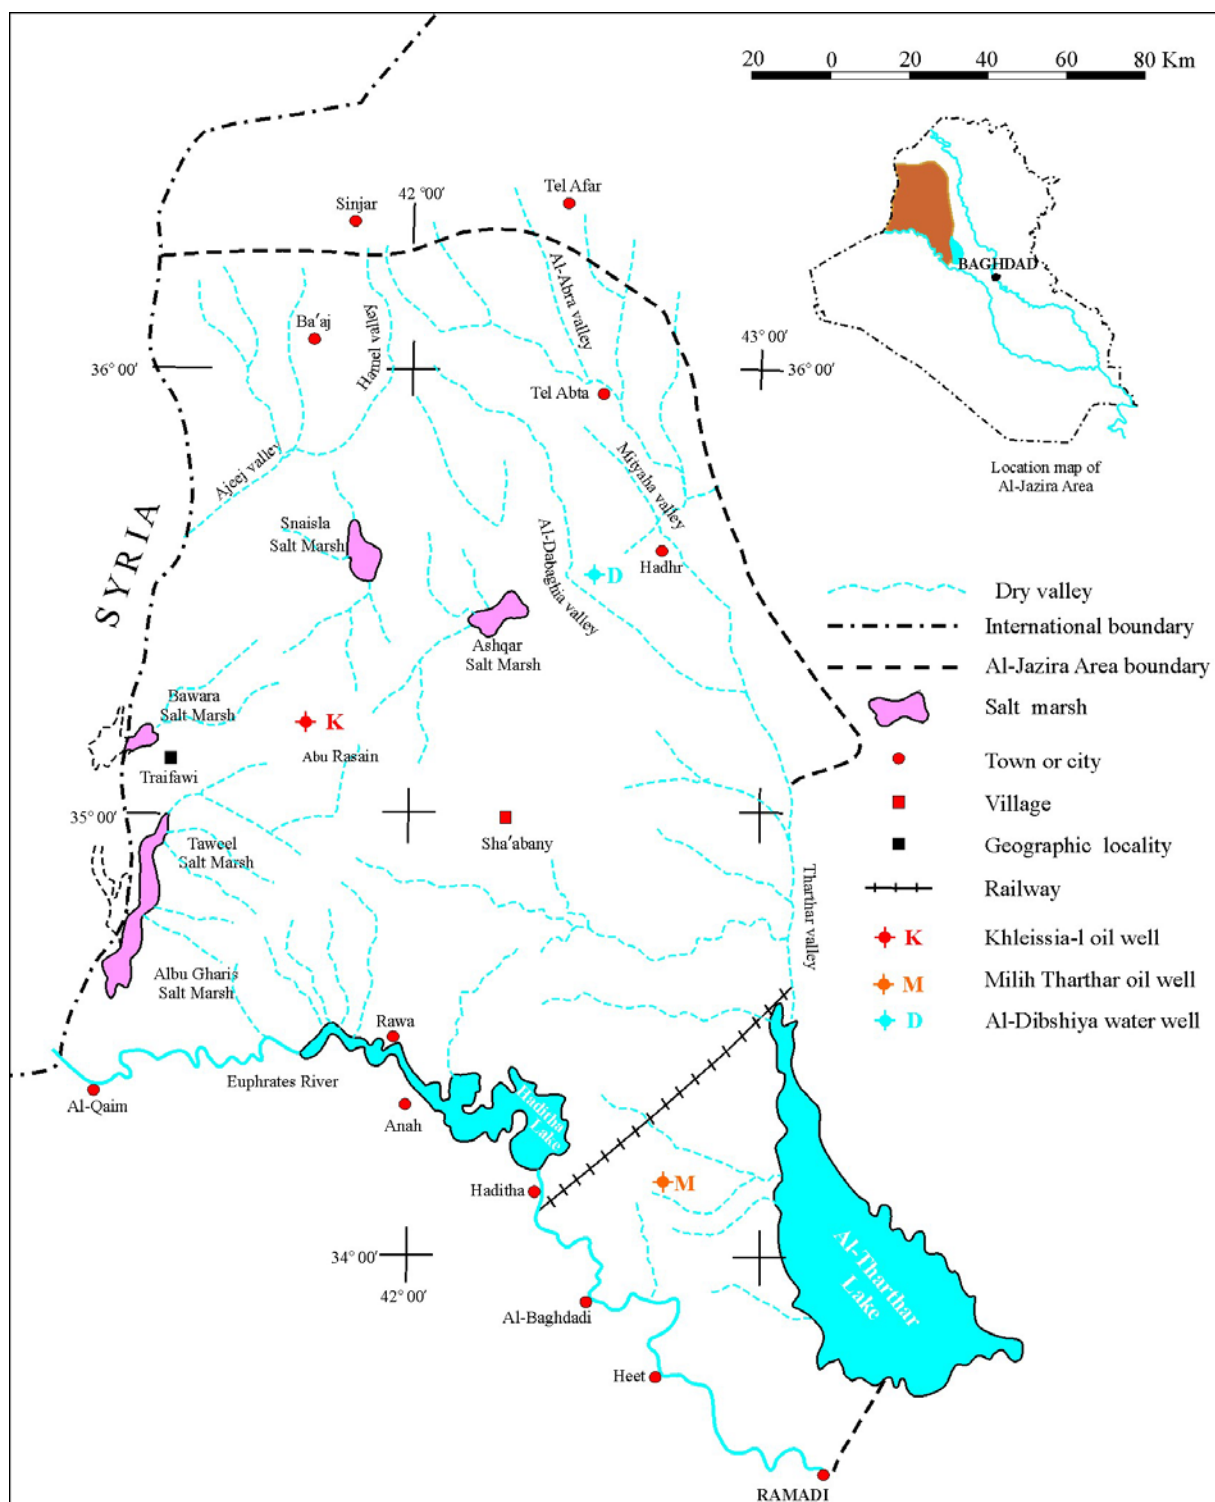 20 0 20 40 60 80 Km
Tel Afar
42 °00′
Sinjar
Al-Abra valley
BAGHDAD
Ba′aj
Hamel valley
43° 00′
36° 00′
36° 00′
Tel Abta
Location map of
Al-Jazira Area
Mityaha valley
Ajeej valley
Snaisla
Salt Marsh
SYRIA
Al-Dabaghia valley
Hadhr
D
Ashqar
Salt Marsh
Bawara
Salt Marsh
K
Abu Rasain
Traifawi
35° 00′
Taweel
Salt Marsh
Sha′abany
Tharthar valley
Albu Gharis
Salt Marsh
Rawa
Euphrates River
Al-Qaim
Anah
Haditha
Lake
Haditha
M
34° 00′
42° 00′
Al-Tharthar
Lake
Al-Baghdadi
Heet
RAMADI
Dry valley
International boundary
Al-Jazira Area boundary
Salt marsh
Town or city
Village
Geographic locality
Railway
K Khleissia-l oil well
M Milih Tharthar oil well
D Al-Dibshiya water well